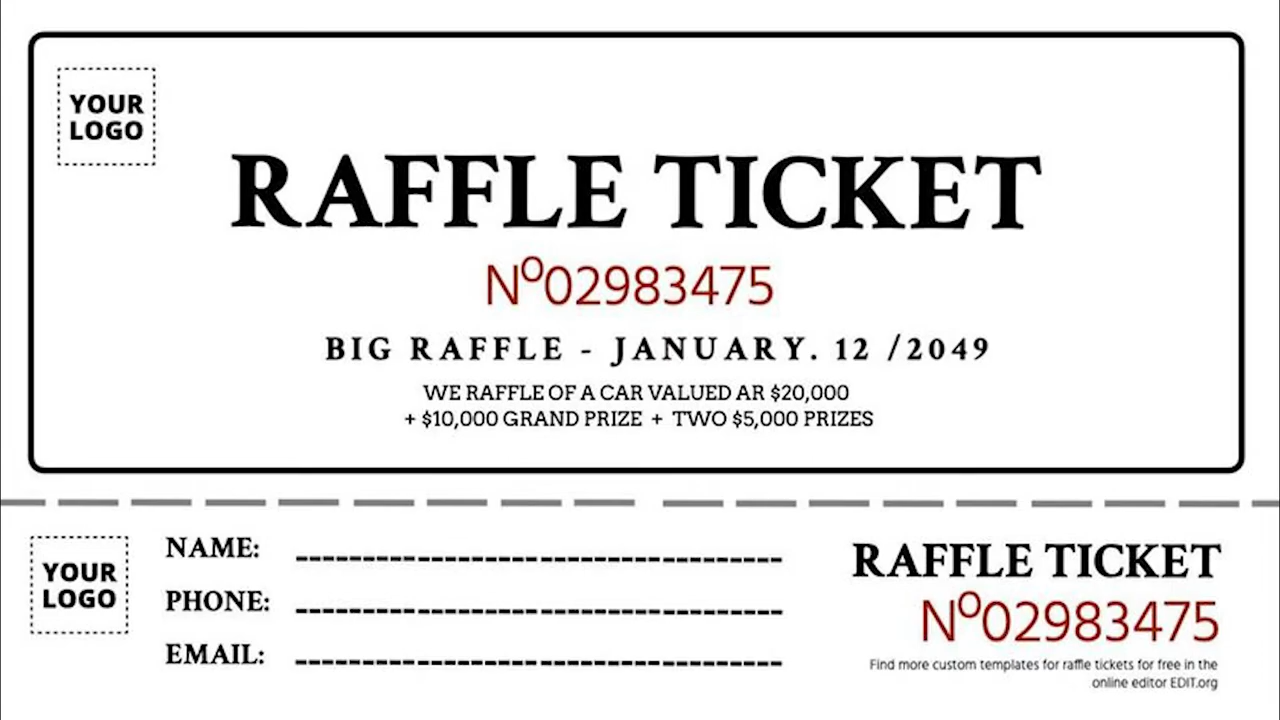 YOUR
LOGO
RAFFLE TICKET
Nº02983475
BIG RAFFLE - JANUARY. 12 /2049
WE RAFFLE OF A CAR VALUED AR $20,000
+ $10,000 GRAND PRIZE + TWO $5,000 PRIZES
YOUR
LOGO
NAME:
PHONE:
EMAIL:
RAFFLE TICKET
Nº02983475
Find more custom templates for raffle tickets for free in the
online editor EDIT.org